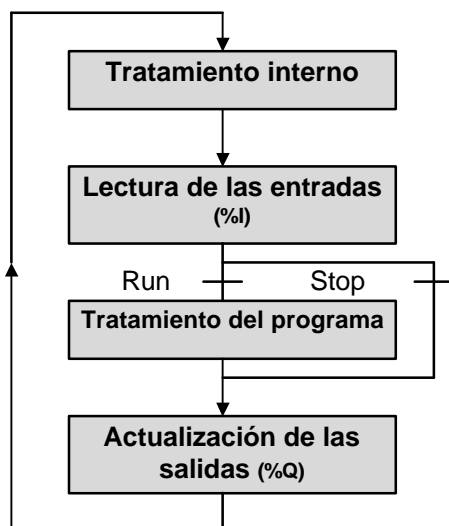 Tratamiento interno
Lectura de las entradas
(%I)
Run
Stop
Tratamiento del programa
Actualización de las
salidas (%Q)